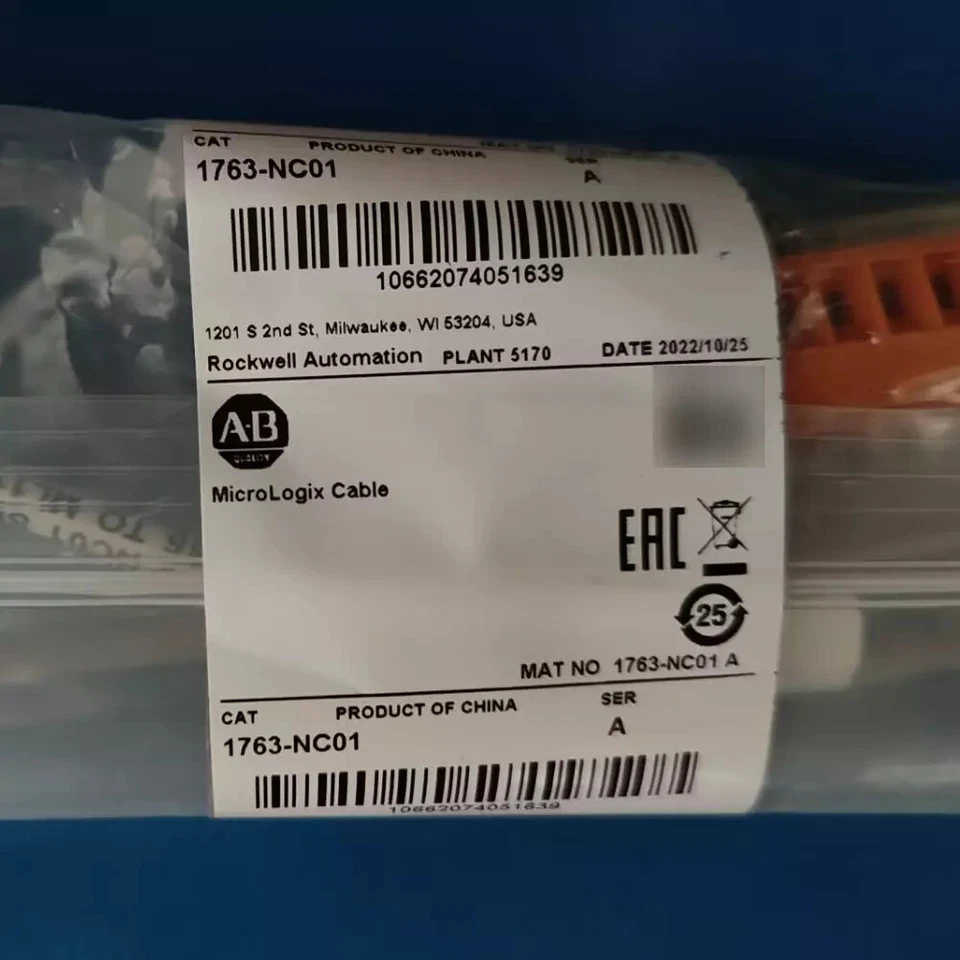 CAT PRODUCT OF CHINA SER
1763-NC01 A
10662074051639
1201 S 2nd St, Milwaukee, WI 53204, USA
Rockwell Automation PLANT 5170 DATE 2022/10/25
A·B
QUALITY
MicroLogix Cable
EAC
25
MAT NO 1763-NC01 A
CAT PRODUCT OF CHINA SER
1763-NC01 A
10662074051639